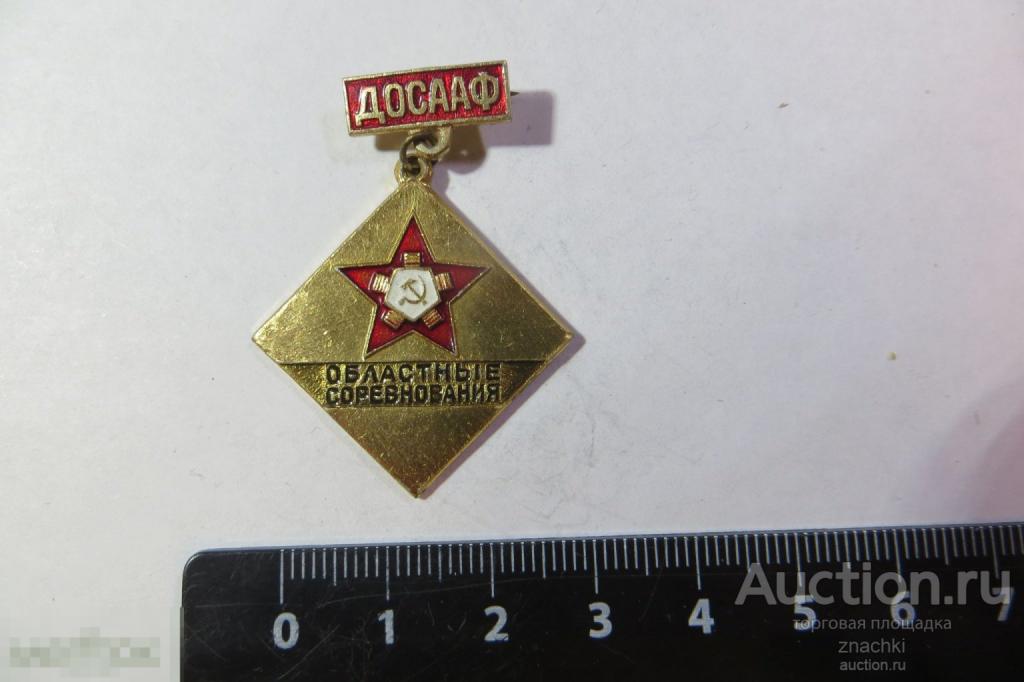 ДОСААФ
ОБЛАСТНЫЕ
СОРЕВНОВАНИЯ
0 1 2 3 4 5 6 7
Auction.ru
торговая площадка
znachki
auction.ru